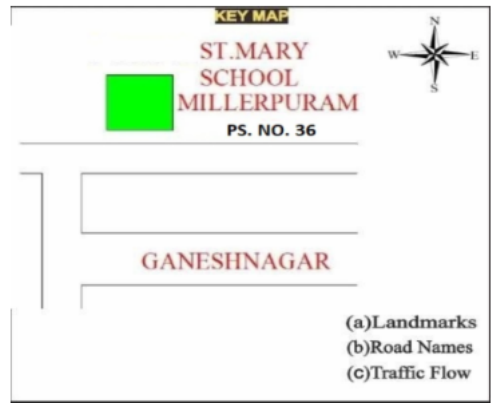 KEY MAP
N
ST.MARY
SCHOOL
W E
MILLERPURAM
S
PS. NO. 36
GANESHNAGAR
(a)Landmarks
(b)Road Names
(c)Traffic Flow